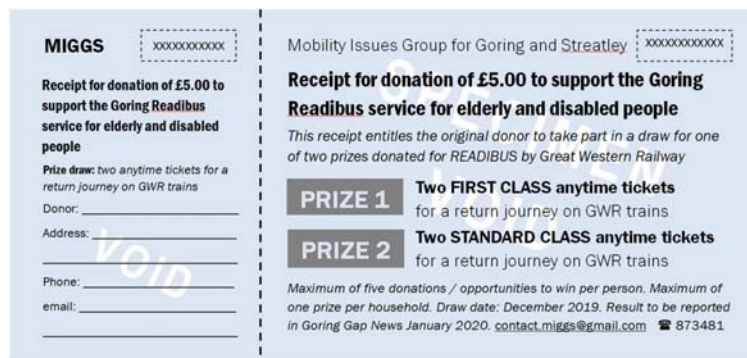 MIGGS
XXXXXXXXXXX
Receipt for donation of £5.00 to
support the Goring Readibus
service for elderly and disabled
people
Prize draw: two anytime tickets for a
return journey on GWR trains
Donor:
Address:
Phone:
email:
VOID
Mobility Issues Group for Goring and Streatley
XXXXXXXXXXXX
Receipt for donation of £5.00 to support the Goring
Readibus service for elderly and disabled people
This receipt entitles the original donor to take part in a draw for one
of two prizes donated for READIBUS by Great Western Railway
PRIZE 1
Two FIRST CLASS anytime tickets
for a return journey on GWR trains
PRIZE 2
Two STANDARD CLASS anytime tickets
for a return journey on GWR trains
Maximum of five donations / opportunities to win per person. Maximum of
one prize per household. Draw date: December 2019. Result to be reported
in Goring Gap News January 2020. contact.miggs@gmail.com ☎ 873481
SPECIMEN
VOID